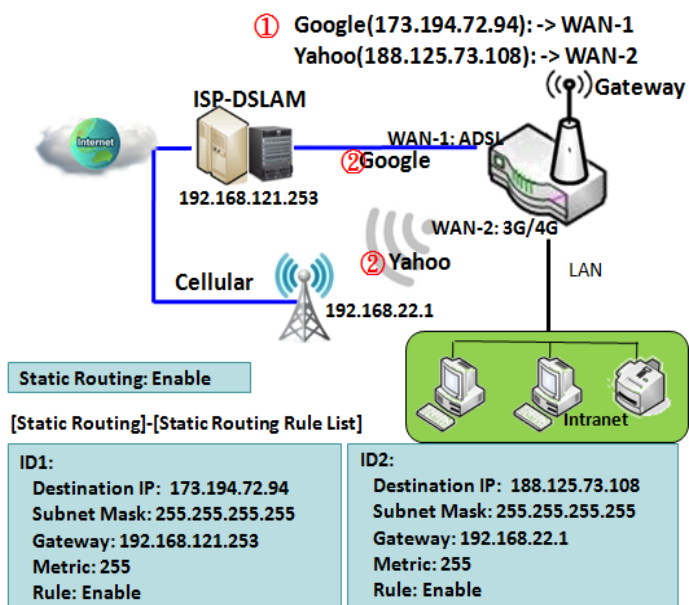 ① Google(173.194.72.94): -> WAN-1
Yahoo(188.125.73.108): -> WAN-2
Gateway
ISP-DSLAM
Internet
WAN-1: ADSL
②Google
192.168.121.253
WAN-2: 3G/4G
② Yahoo
LAN
Cellular
192.168.22.1
Static Routing: Enable
Intranet
[Static Routing]-[Static Routing Rule List]
ID1:
Destination IP: 173.194.72.94
Subnet Mask: 255.255.255.255
Gateway: 192.168.121.253
Metric: 255
Rule: Enable
ID2:
Destination IP: 188.125.73.108
Subnet Mask: 255.255.255.255
Gateway: 192.168.22.1
Metric: 255
Rule: Enable